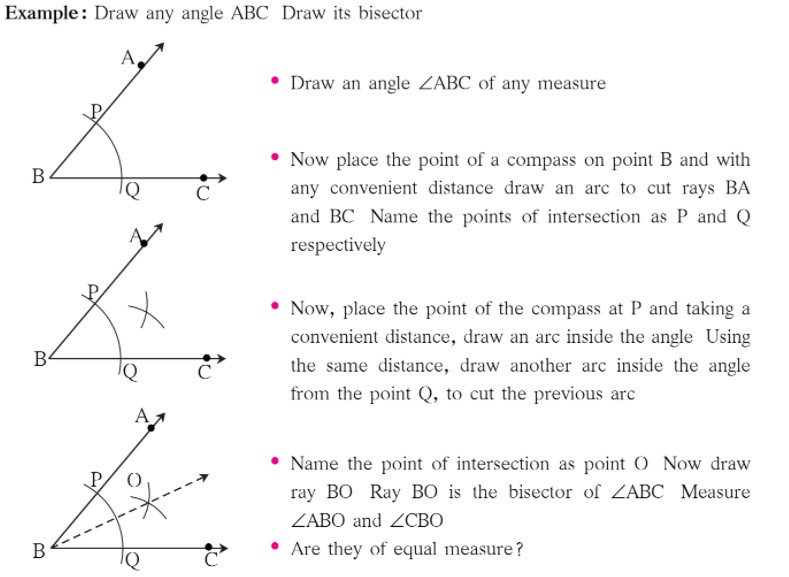 Example: Draw any angle ABC Draw its bisector
A
P
B
Q
C
• Draw an angle ∠ABC of any measure
• Now place the point of a compass on point B and with
any convenient distance draw an arc to cut rays BA
and BC Name the points of intersection as P and Q
respectively
A
P
B
Q
C
• Now, place the point of the compass at P and taking a
convenient distance, draw an arc inside the angle Using
the same distance, draw another arc inside the angle
from the point Q, to cut the previous arc
A
P
O
B
Q
C
• Name the point of intersection as point O Now draw
ray BO Ray BO is the bisector of ∠ABC Measure
∠ABO and ∠CBO
• Are they of equal measure?